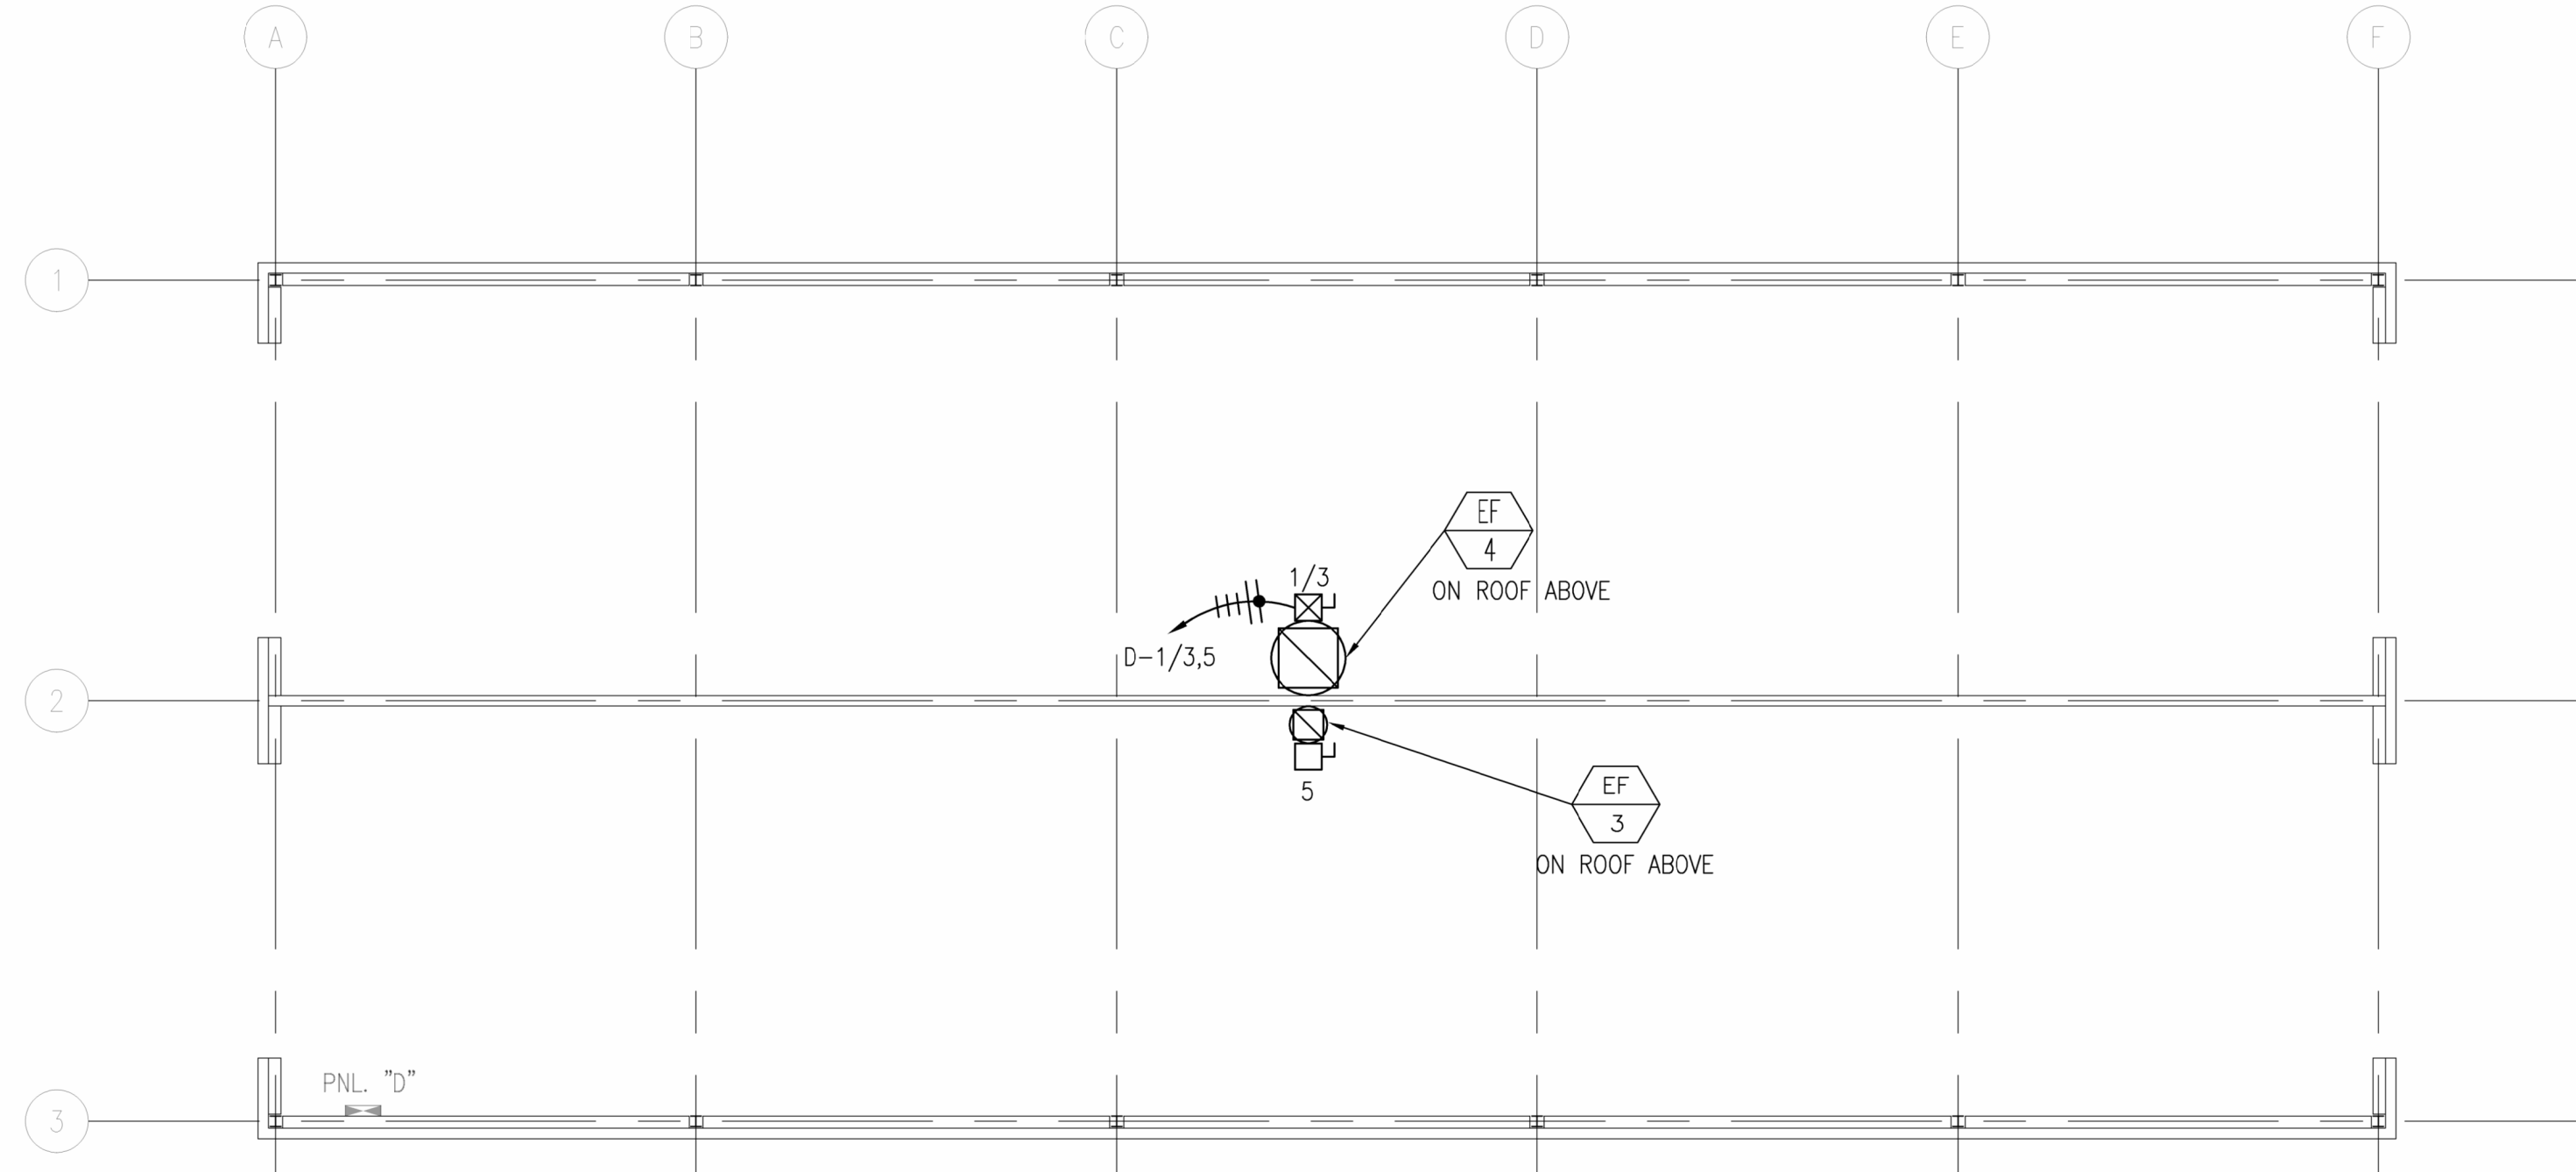 A
B
C
D
E
F
1
EF
4
ON ROOF ABOVE
1/3
D-1/3,5
2
EF
3
ON ROOF ABOVE
5
PNL. "D"
3